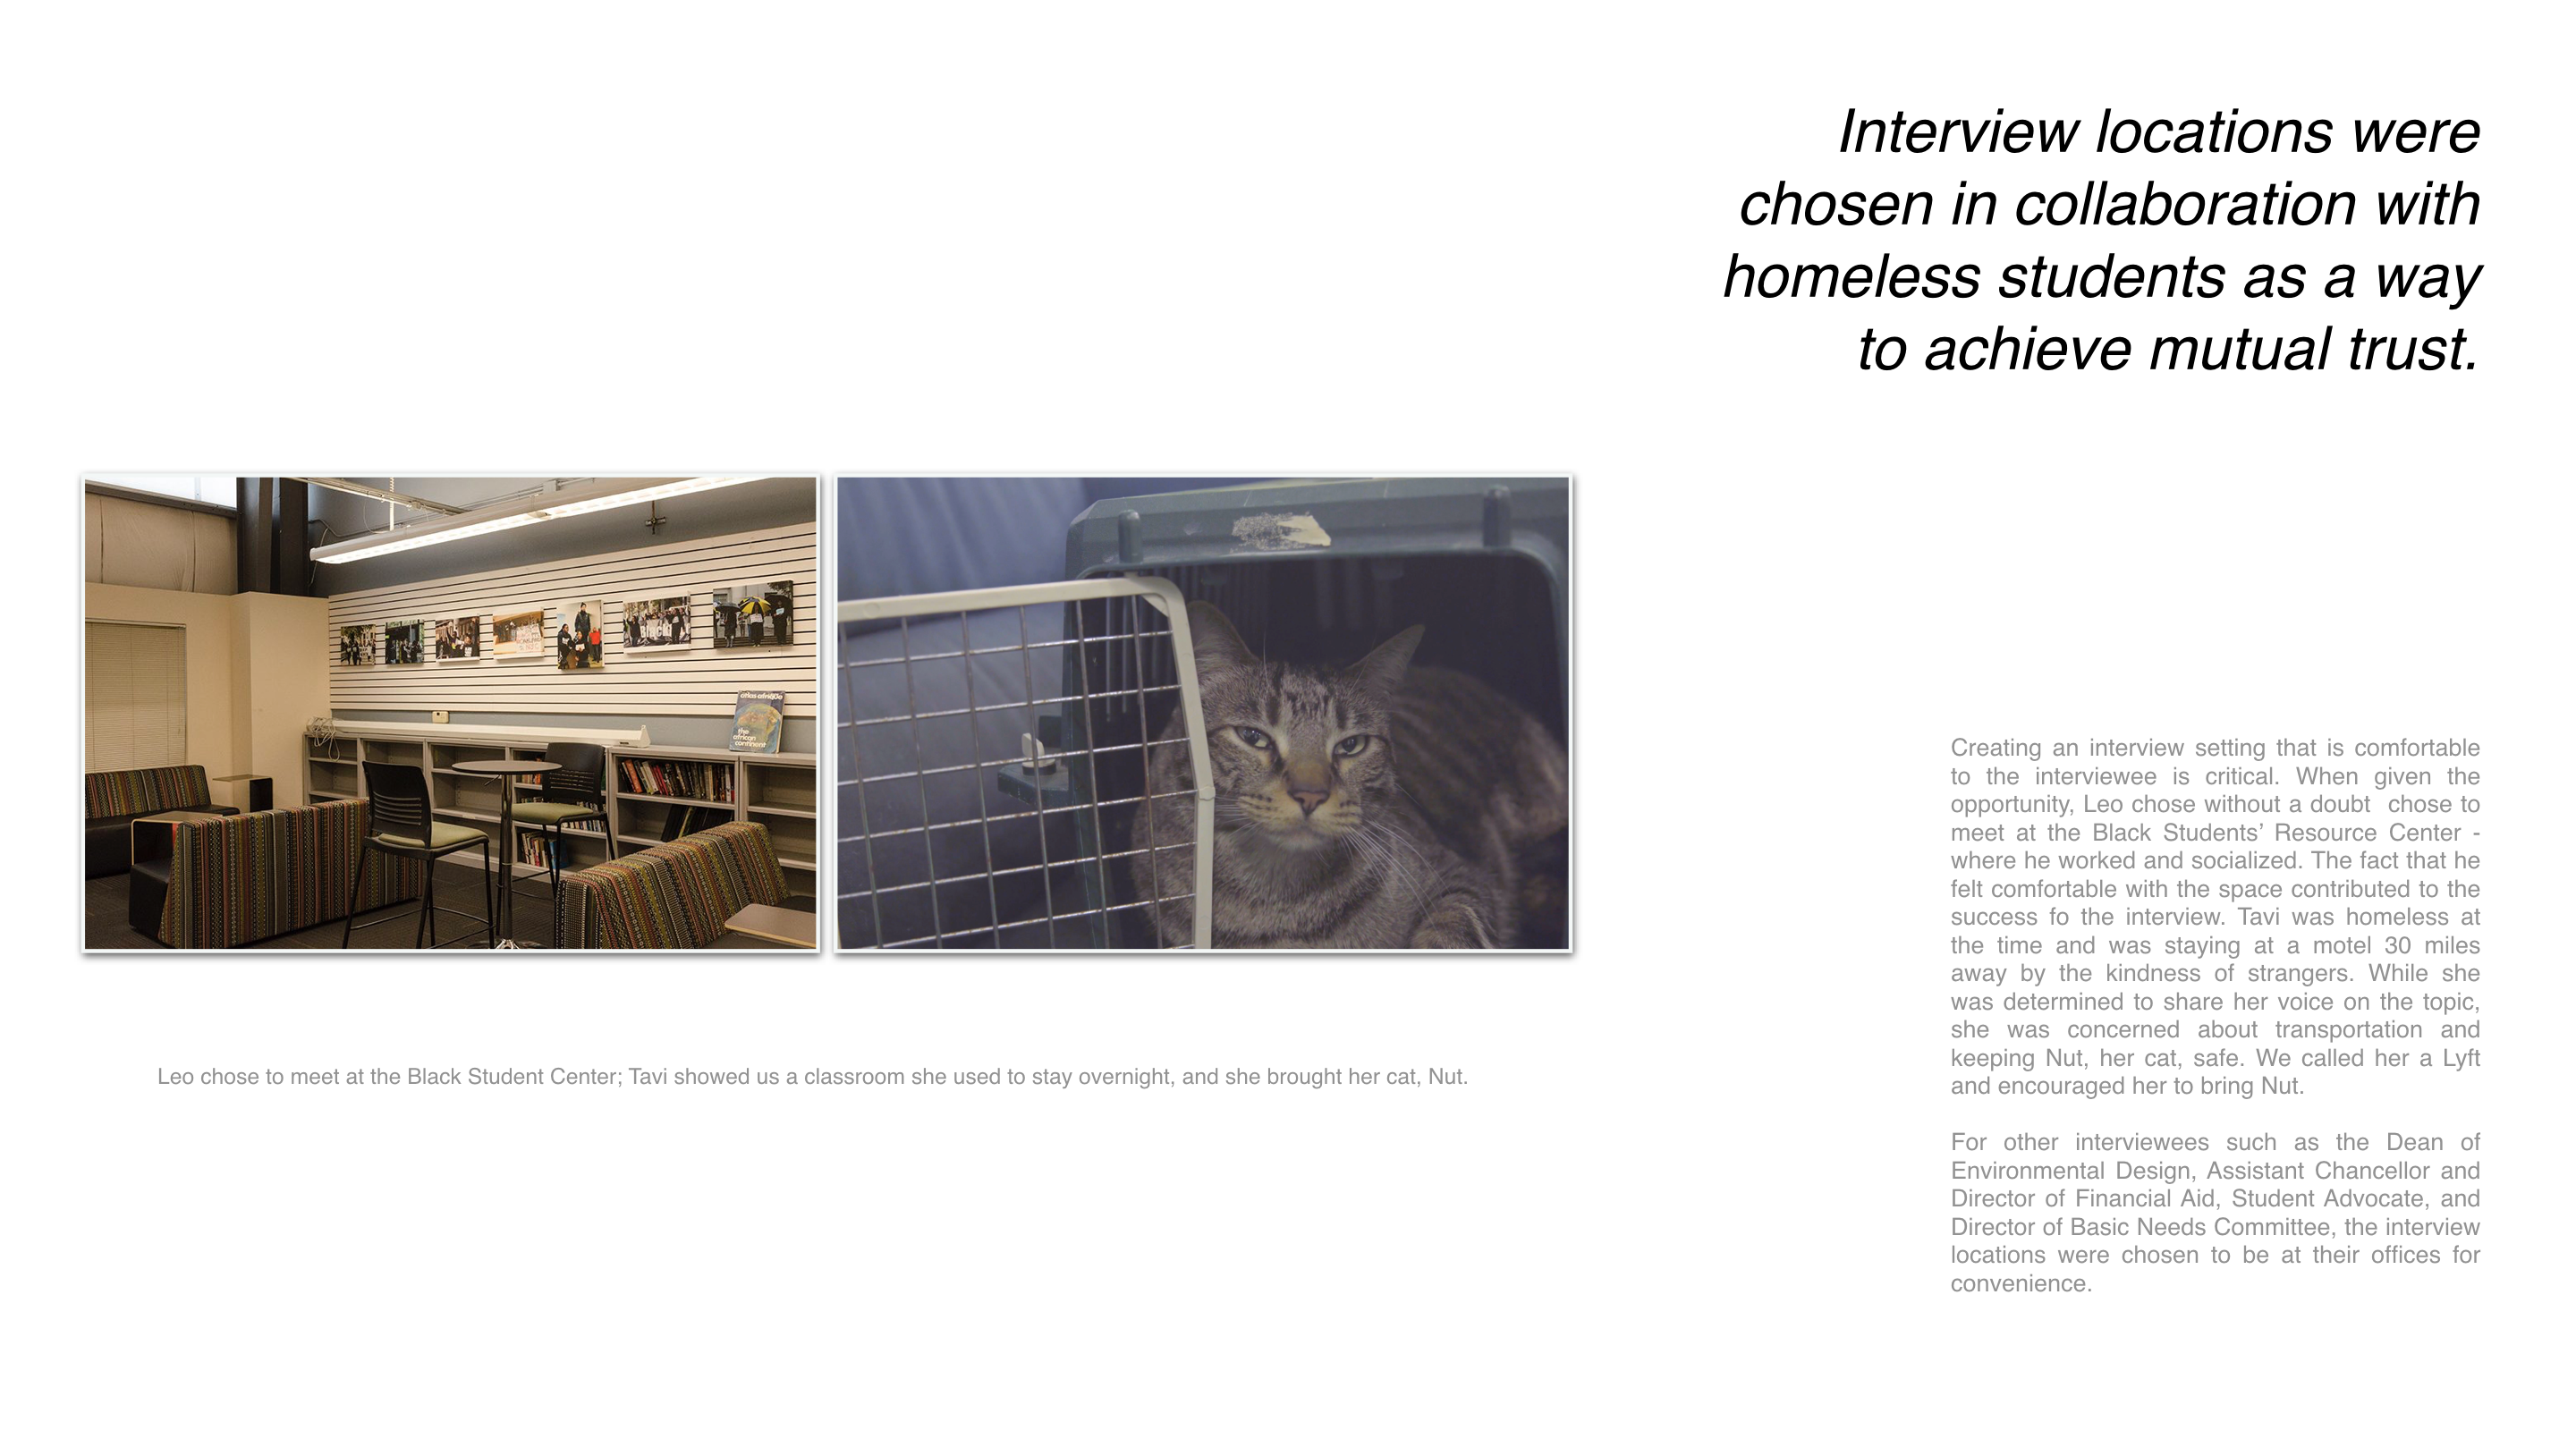 Interview locations were
chosen in collaboration with
homeless students as a way
to achieve mutual trust.
atlas afrique
the
african
continent
Leo chose to meet at the Black Student Center; Tavi showed us a classroom she used to stay overnight, and she brought her cat, Nut.
Creating an interview setting that is comfortable
to the interviewee is critical. When given the
opportunity, Leo chose without a doubt  chose to
meet at the Black Students’ Resource Center -
where he worked and socialized. The fact that he
felt comfortable with the space contributed to the
success fo the interview. Tavi was homeless at
the time and was staying at a motel 30 miles
away by the kindness of strangers. While she
was determined to share her voice on the topic,
she was concerned about transportation and
keeping Nut, her cat, safe. We called her a Lyft
and encouraged her to bring Nut.
For other interviewees such as the Dean of
Environmental Design, Assistant Chancellor and
Director of Financial Aid, Student Advocate, and
Director of Basic Needs Committee, the interview
locations were chosen to be at their offices for
convenience.